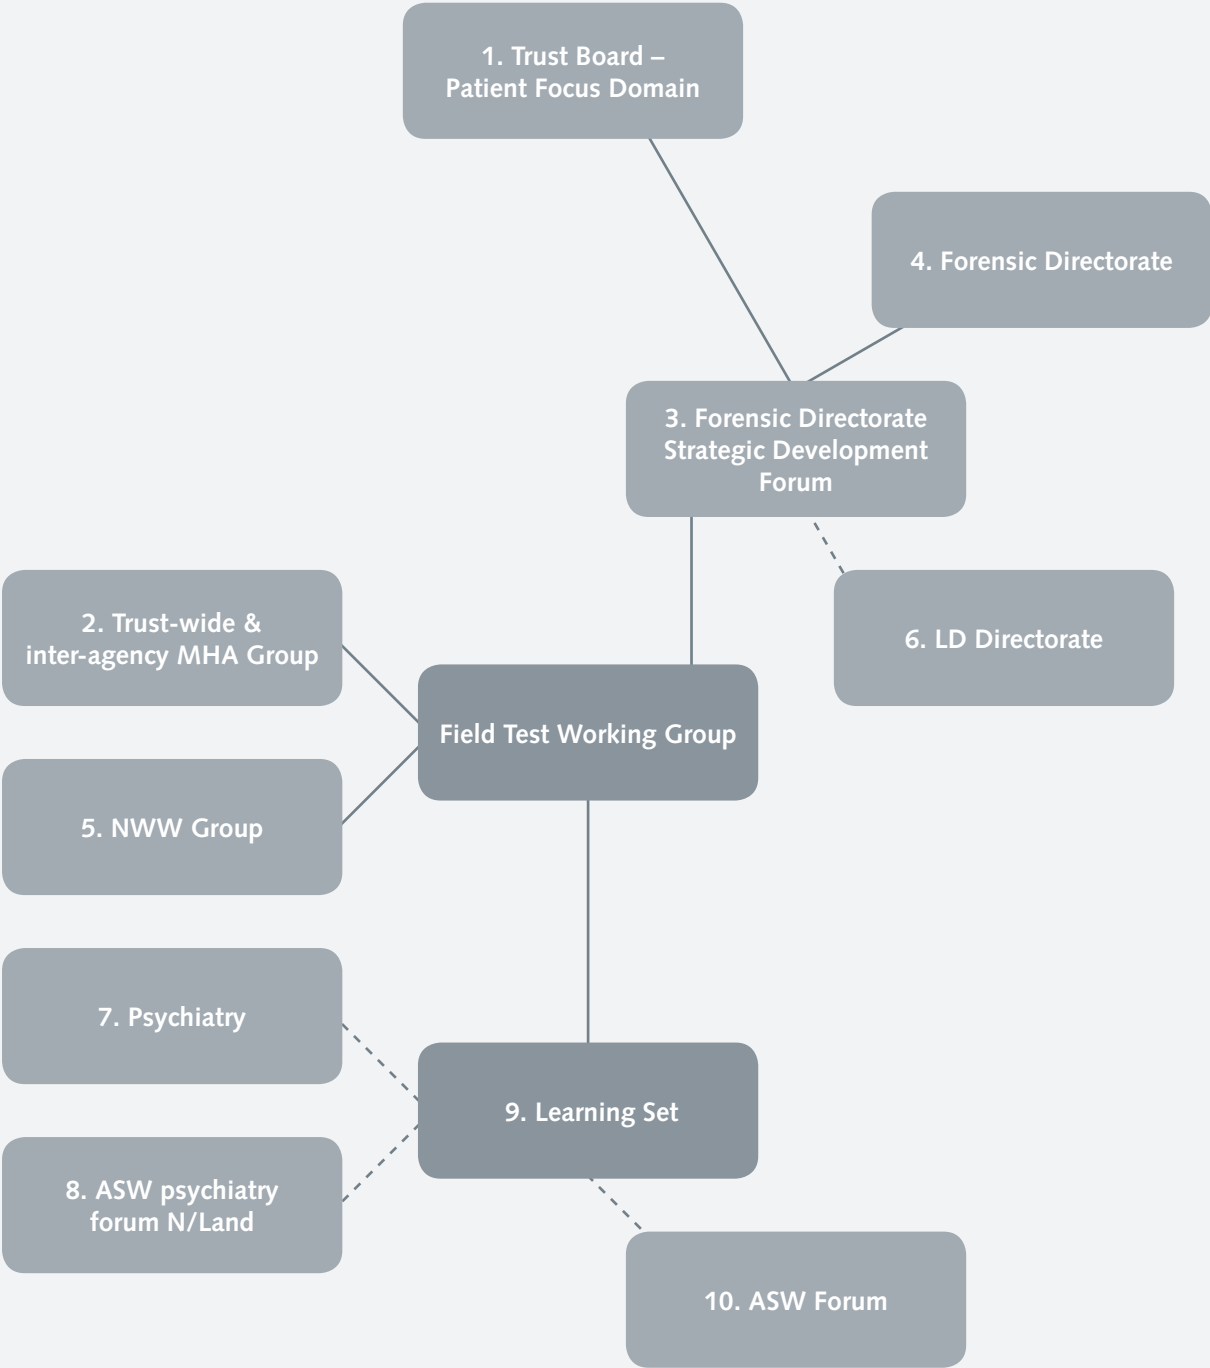 1. Trust Board –
Patient Focus Domain
4. Forensic Directorate
3. Forensic Directorate
Strategic Development
Forum
2. Trust-wide &
inter-agency MHA Group
6. LD Directorate
Field Test Working Group
5. NWW Group
7. Psychiatry
9. Learning Set
8. ASW psychiatry
forum N/Land
10. ASW Forum